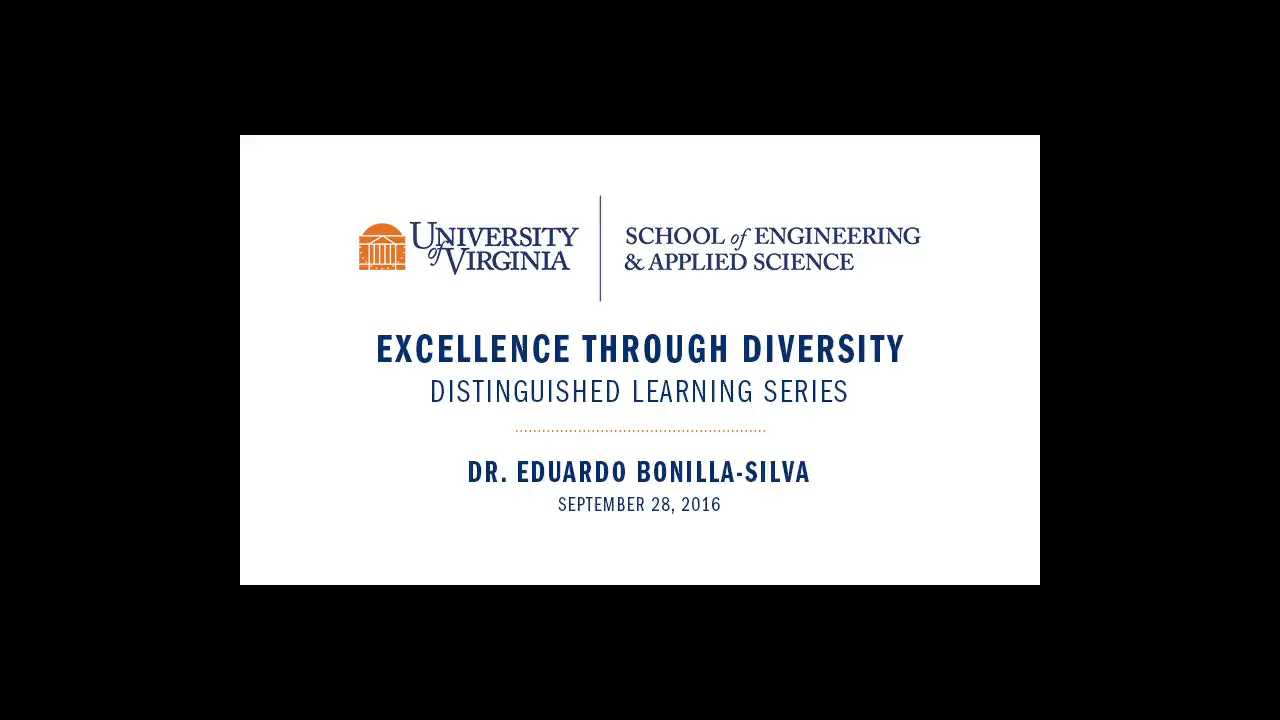 UNIVERSITY
of VIRGINIA
SCHOOL of ENGINEERING
& APPLIED SCIENCE
EXCELLENCE THROUGH DIVERSITY
DISTINGUISHED LEARNING SERIES
DR. EDUARDO BONILLA-SILVA
SEPTEMBER 28, 2016